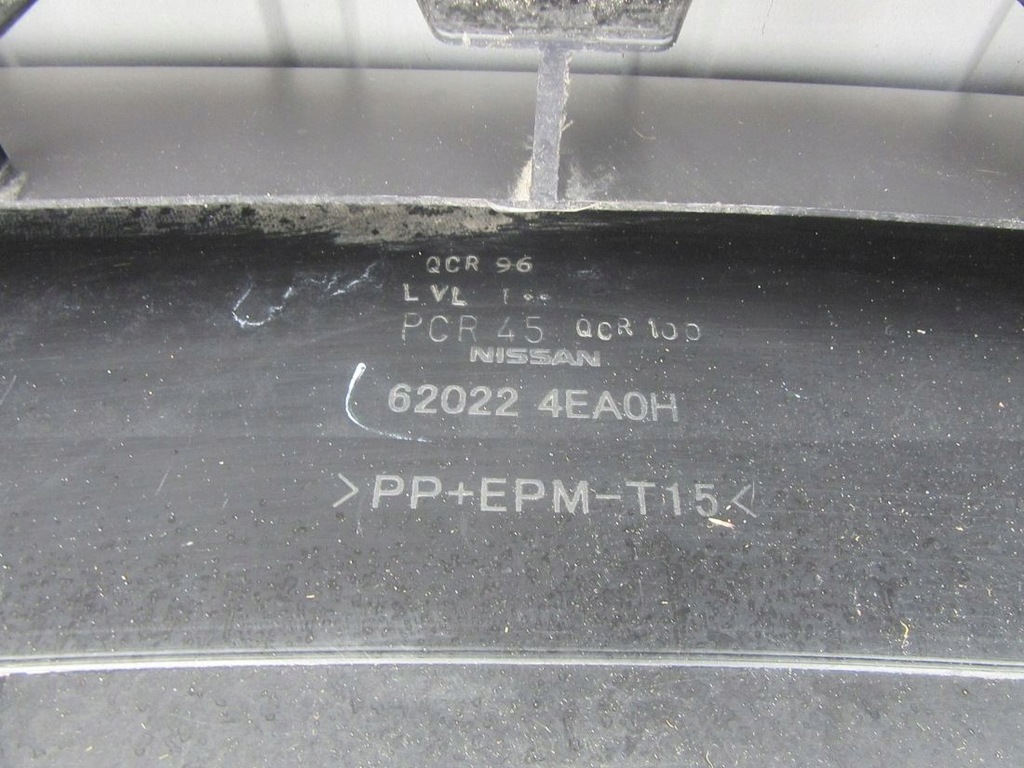 QCR 96
LVL
PCR 45 QCR 100
NISSAN
62022 4EA0H
>PP+EPM-T15<